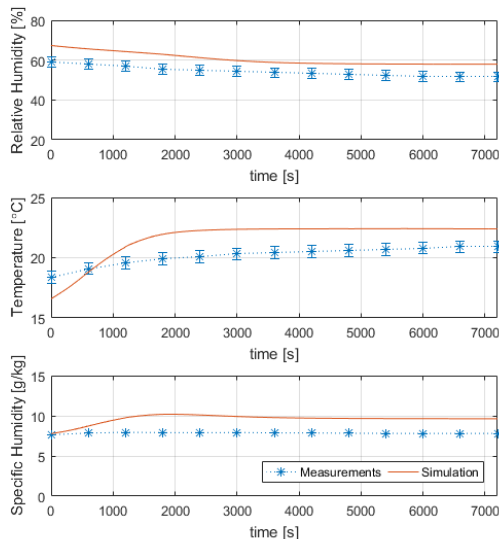 Relative Humidity [%]
80
60
40
20
0 1000 2000 3000 4000 5000 6000 7000
time [s]
Temperature [°C]
25
20
15
0 1000 2000 3000 4000 5000 6000 7000
time [s]
Specific Humidity [g/kg]
15
10
5
0
Measurements Simulation
0 1000 2000 3000 4000 5000 6000 7000
time [s]